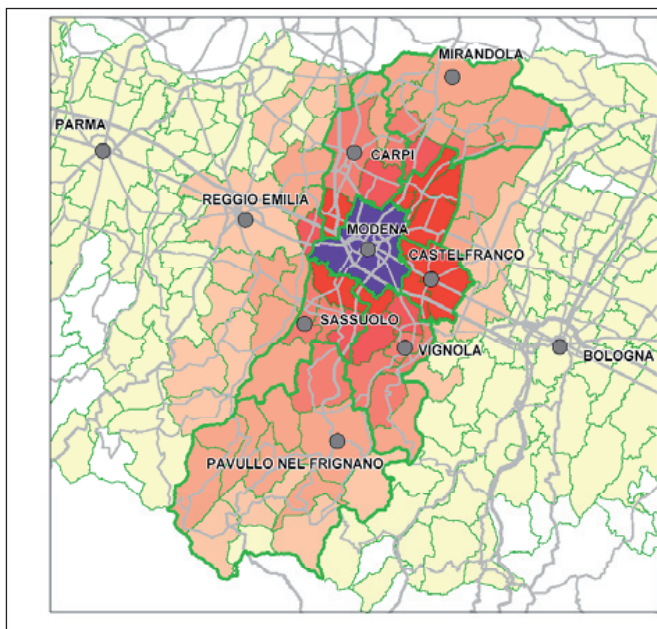 MIRANDOLA
PARMA
CARPI
REGGIO EMILIA
MODENA
CASTELFRANCO
SASSUOLO
VIGNOLA
BOLOGNA
PAVULLO NEL FRIGNANO